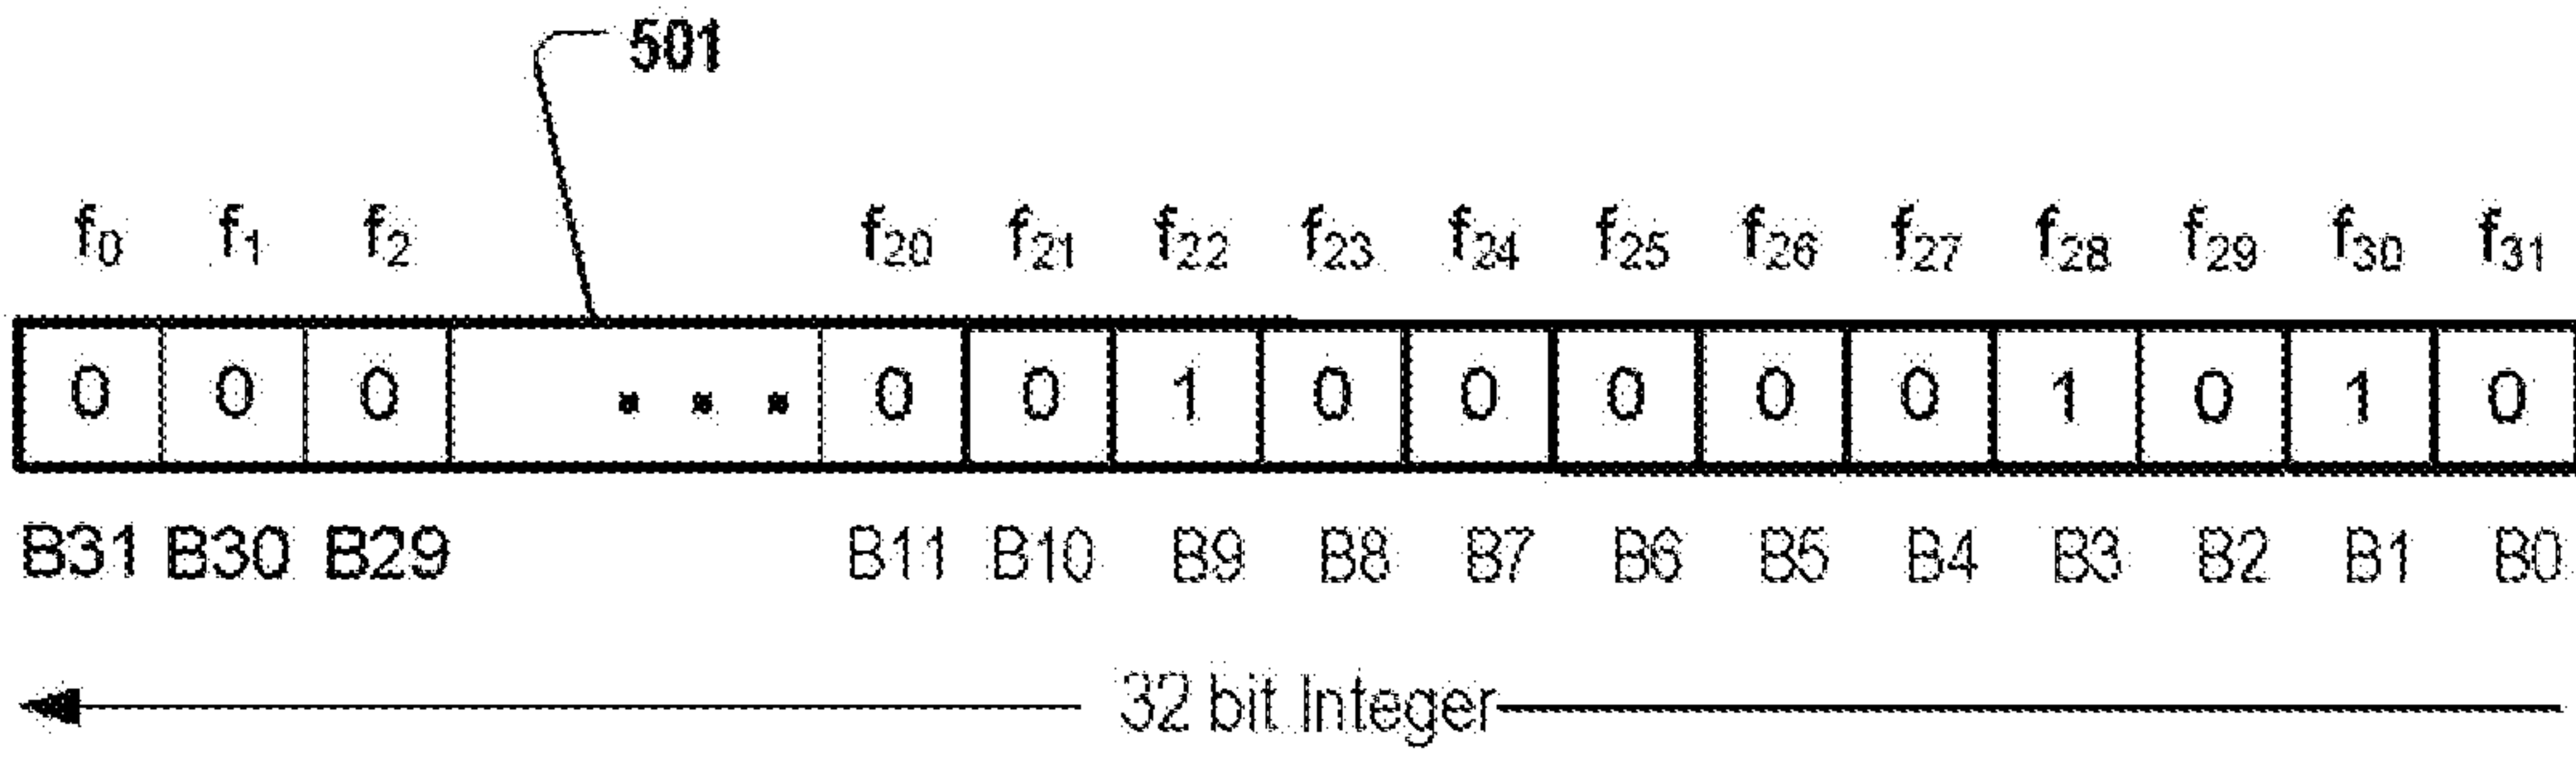 501
f₀ f₁ f₂ f₂₀ f₂₁ f₂₂ f₂₃ f₂₄ f₂₅ f₂₆ f₂₇ f₂₈ f₂₉ f₃₀ f₃₁
0 0 0 . . . 0 0 1 0 0 0 0 0 1 0 1 0
B31 B30 B29 B11 B10 B9 B8 B7 B6 B5 B4 B3 B2 B1 B0
32 bit Integer